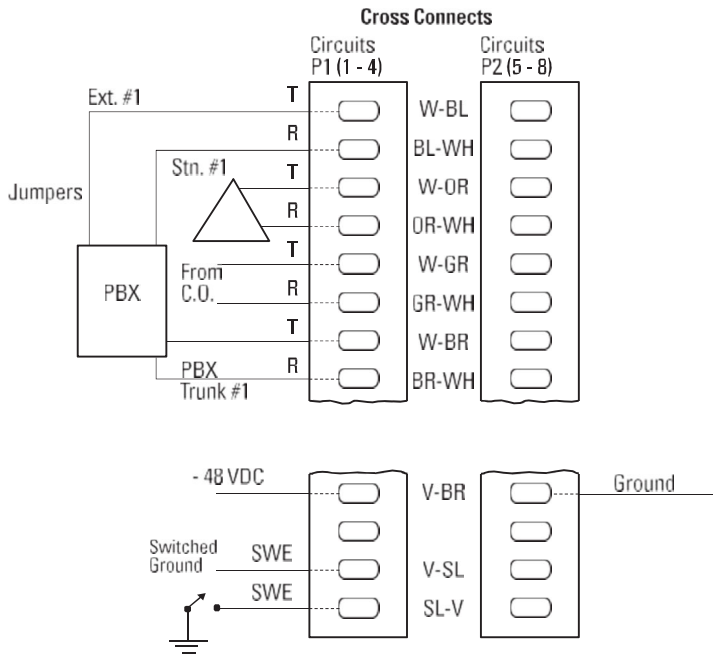 Cross Connects
Circuits
P1 (1 - 4)
Circuits
P2 (5 - 8)
Ext. #1
T
W-BL
R
BL-WH
Stn. #1
T
W-OR
Jumpers
R
OR-WH
T
W-GR
From
C.O.
R
GR-WH
PBX
T
W-BR
R
BR-WH
PBX
Trunk #1
- 48 VDC
V-BR
Ground
Switched
Ground
SWE
V-SL
SWE
SL-V